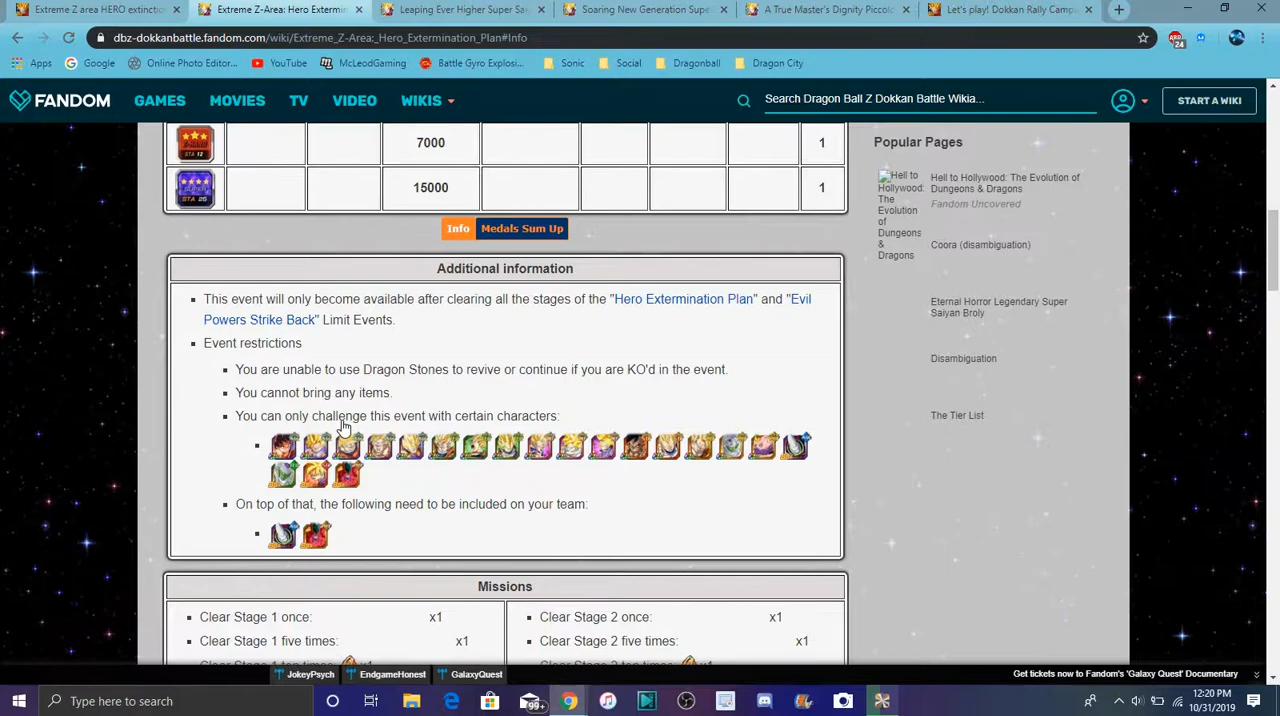 Extreme Z area HERO extinction
Extreme Z-Area: Hero Extermin
Leaping Ever Higher Super Sa
Soaring New Generation Supe
A True Master's Dignity Piccol
Let's play! Dokkan Rally Camp
dbz-dokkanbattle.fandom.com/wiki/Extreme_Z-Area:_Hero_Extermination_Plan#Info
24
Apps
Google
Online Photo Editor...
YouTube
McLeodGaming
Battle Gyro Explosi...
Sonic
Social
Dragonball
Dragon City
FANDOM
GAMES
MOVIES
TV
VIDEO
WIKIS
Search Dragon Ball Z Dokkan Battle Wikia...
START A WIKI
STA 12
7000
1
SUPER
15000
1
Info
Medals Sum Up
Additional information
This event will only become available after clearing all the stages of the "Hero Extermination Plan" and "Evil
Powers Strike Back" Limit Events.
Event restrictions
You are unable to use Dragon Stones to revive or continue if you are KO'd in the event.
You cannot bring any items.
You can only challenge this event with certain characters:
On top of that, the following need to be included on your team:
Missions
Clear Stage 1 once: x1
Clear Stage 2 once: x1
Clear Stage 1 five times: x1
Clear Stage 2 five times: x1
Popular Pages
Hell to
Hollywood:
The
Evolution
of
Dungeons
&
Dragons
Hell to Hollywood: The Evolution of
Dungeons & Dragons
Fandom Uncovered
Coora (disambiguation)
Eternal Horror Legendary Super
Saiyan Broly
Disambiguation
The Tier List
JokeyPsych
EndgameHonest
GalaxyQuest
Get tickets to Fandom's 'Galaxy Quest' Documentary
Type here to search
99+
12:20 PM
10/31/2019